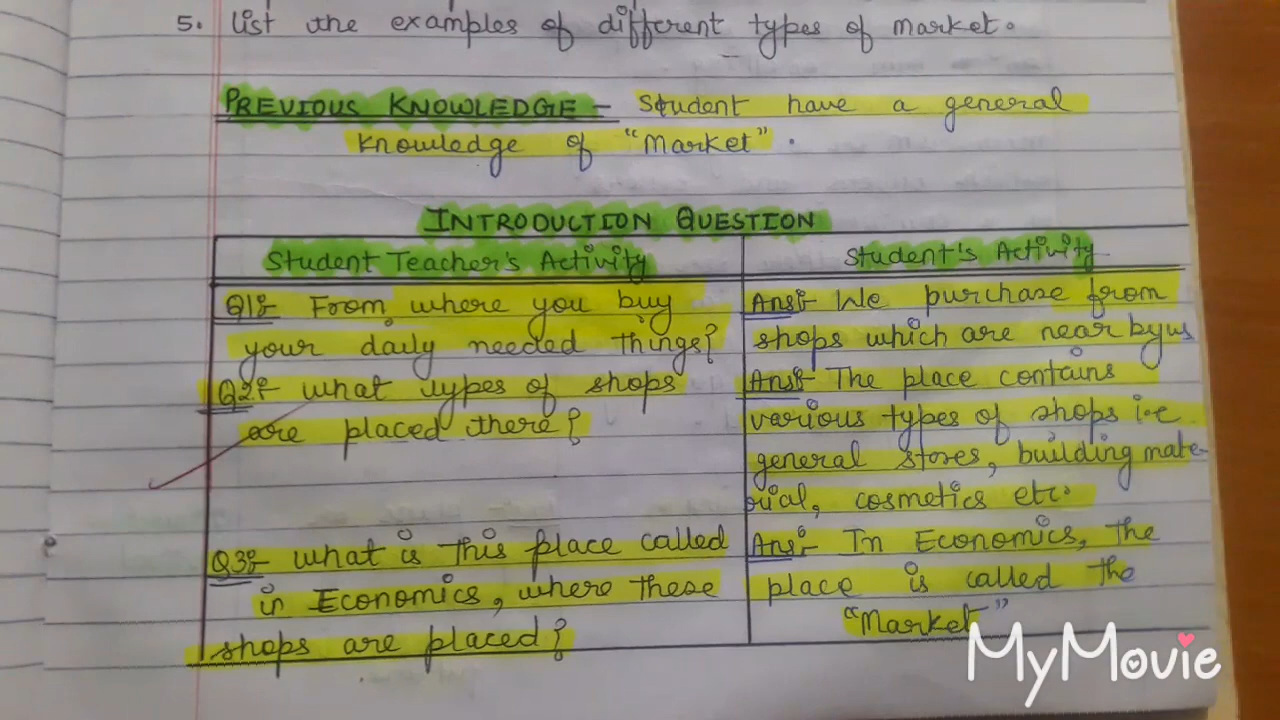 5. List the examples of different types of market.
PREVIOUS KNOWLEDGE - Student have a general
knowledge of "Market".
INTRODUCTION QUESTION
Student Teacher's Activity
Student's Activity
Q1:- From where you buy
your daily needed things?
Ans:- We purchase from
shops which are near by us
Q2:- What types of shops
are placed there?
Ans:- The place contains
various types of shops i.e
general stores, building mate-
rial, cosmetics etc.
Q3:- What is this place called
in Economics, where these
shops are placed?
Ans:- In Economics, the
place is called the
"Market"
MyMovie